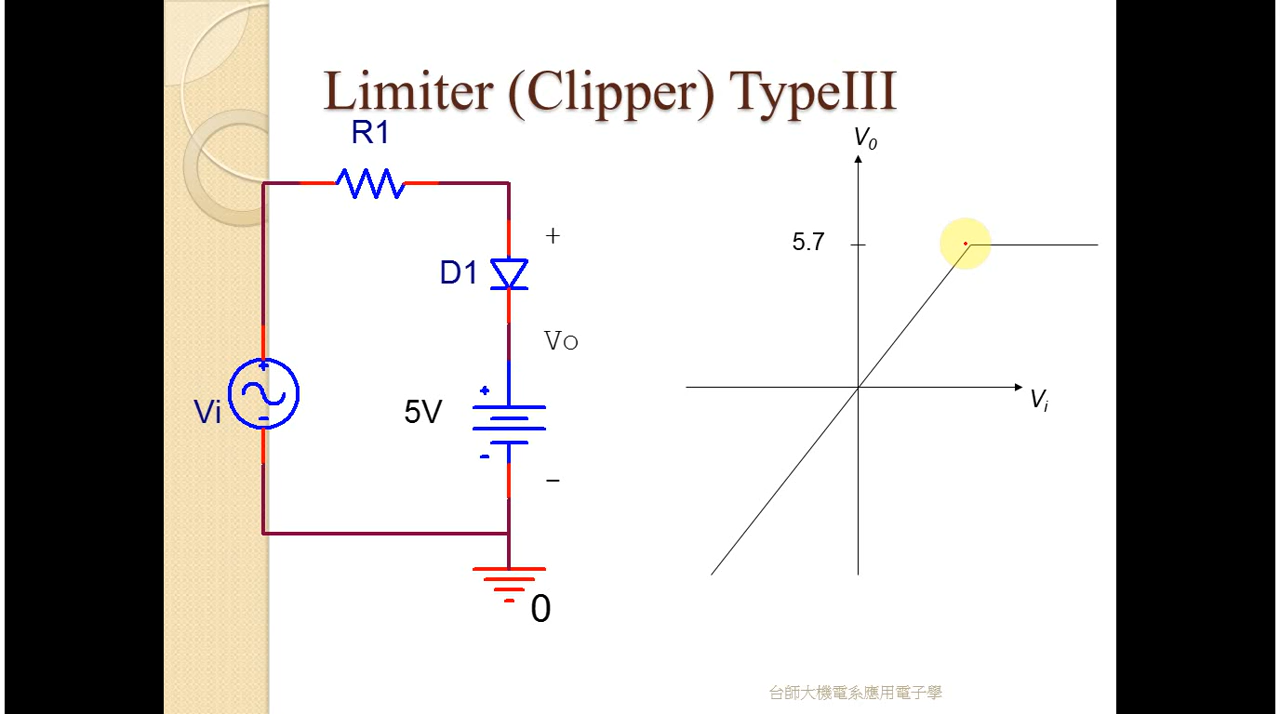 Limiter (Clipper) TypeIII
R1
+
D1
Vo
Vi
+
-
5V
+
-
−
0
V0
5.7
Vi
台師大機電系應用電子學